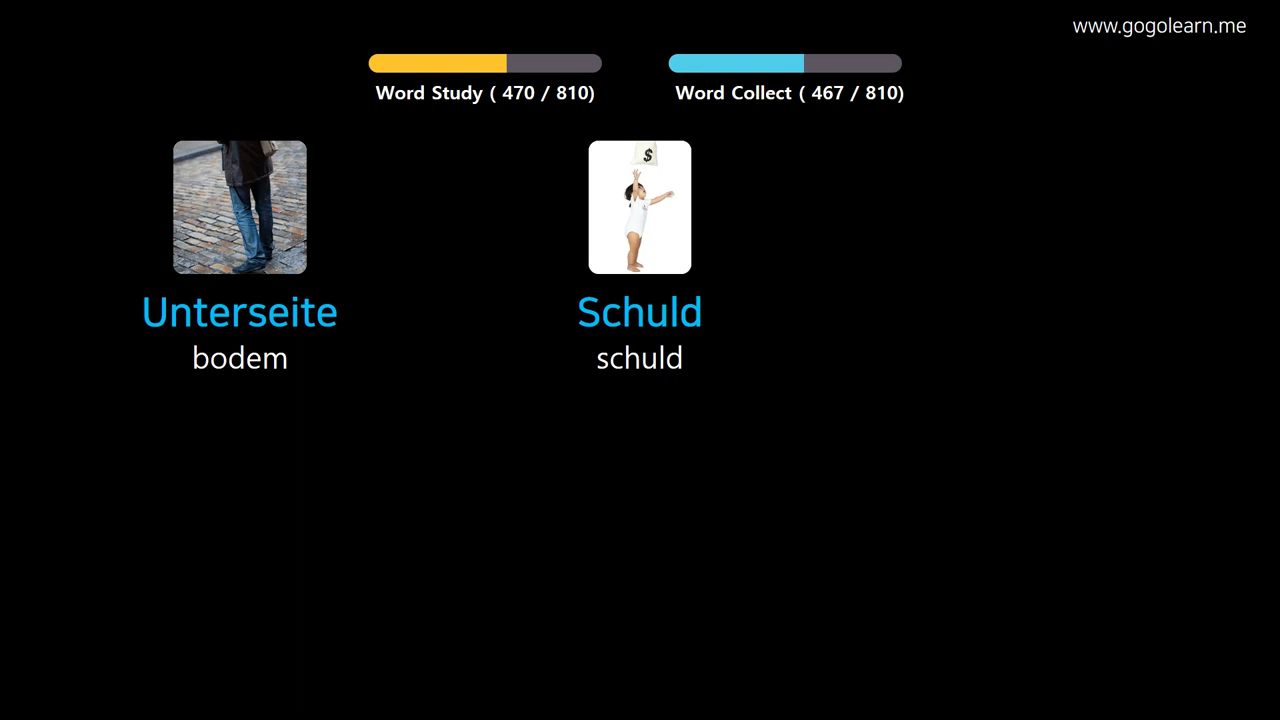 www.gogolearn.me
Word Study ( 470 / 810)
Word Collect ( 467 / 810)
$
Unterseite
Schuld
bodem
schuld